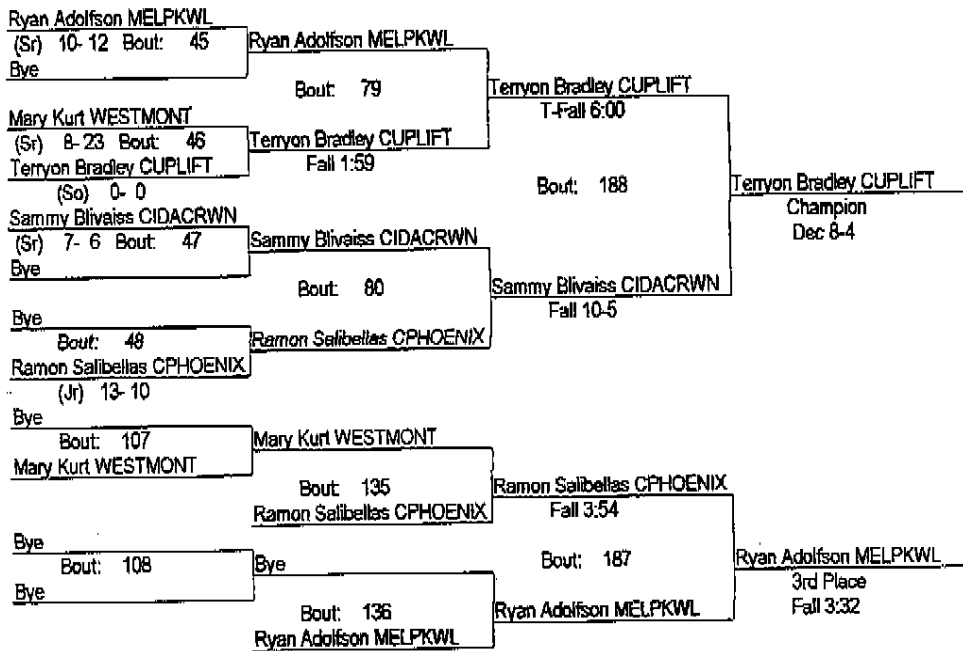 Ryan Adolfson MELPKWL
(Sr) 10- 12 Bout: 45
Bye
Ryan Adolfson MELPKWL
Bout: 79
Mary Kurt WESTMONT
(Sr) 8- 23 Bout: 46
Terryon Bradley CUPLIFT
(So) 0- 0
Terryon Bradley CUPLIFT
Fall 1:59
Terryon Bradley CUPLIFT
T-Fall 6:00
Bout: 188
Terryon Bradley CUPLIFT
Champion
Dec 8-4
Sammy Blivaiss CIDACRWN
(Sr) 7- 6 Bout: 47
Bye
Sammy Blivaiss CIDACRWN
Bout: 80
Sammy Blivaiss CIDACRWN
Fall 10-5
Bye
Bout: 48
Ramon Salibellas CPHOENIX
(Jr) 13- 10
Ramon Salibellas CPHOENIX
Bye
Bout: 107
Mary Kurt WESTMONT
Mary Kurt WESTMONT
Bout: 135
Ramon Salibellas CPHOENIX
Ramon Salibellas CPHOENIX
Fall 3:54
Bye
Bout: 108
Bye
Bye
Bout: 136
Ryan Adolfson MELPKWL
Bout: 187
Ryan Adolfson MELPKWL
Ryan Adolfson MELPKWL
3rd Place
Fall 3:32